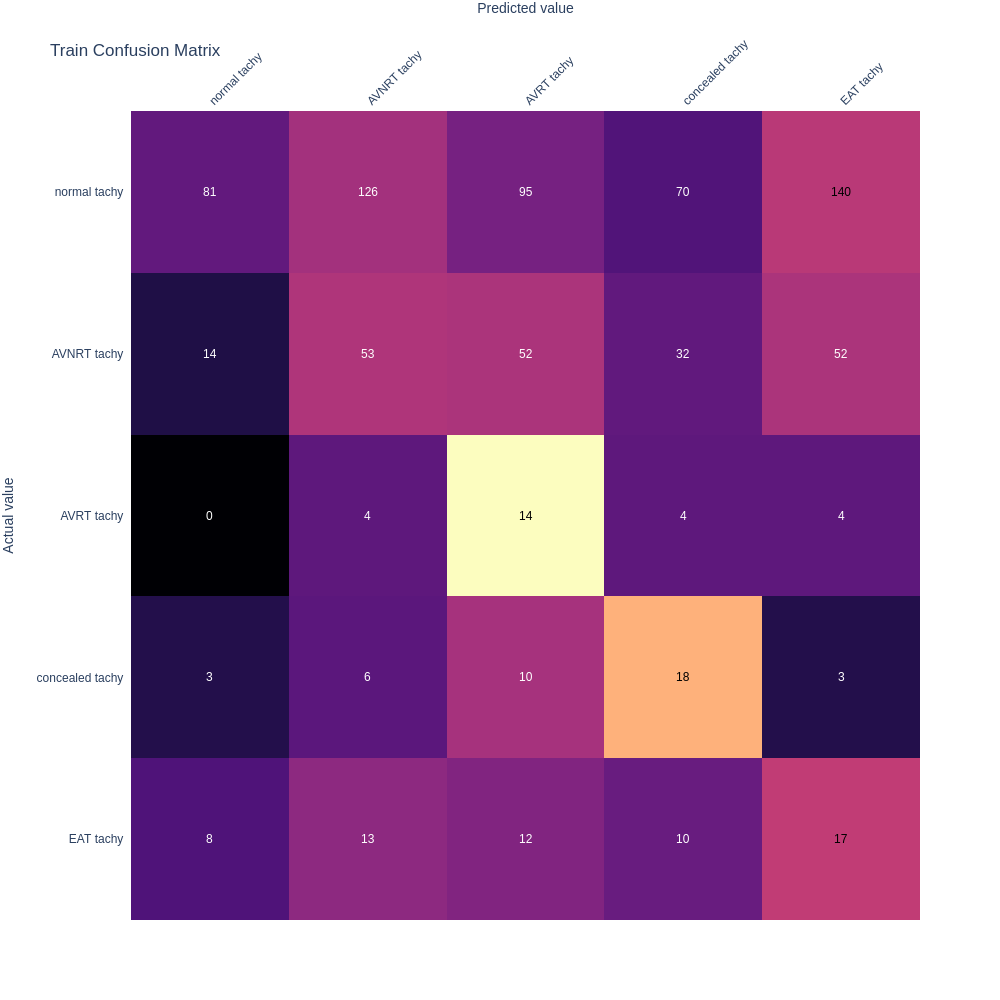 Predicted value
Train Confusion Matrix
normal tachy AVNRT tachy AVRT tachy concealed tachy EAT tachy
normal tachy 81 126 95 70 140
AVNRT tachy 14 53 52 32 52
Actual value
AVRT tachy 0 4 14 4 4
concealed tachy 3 6 10 18 3
EAT tachy 8 13 12 10 17